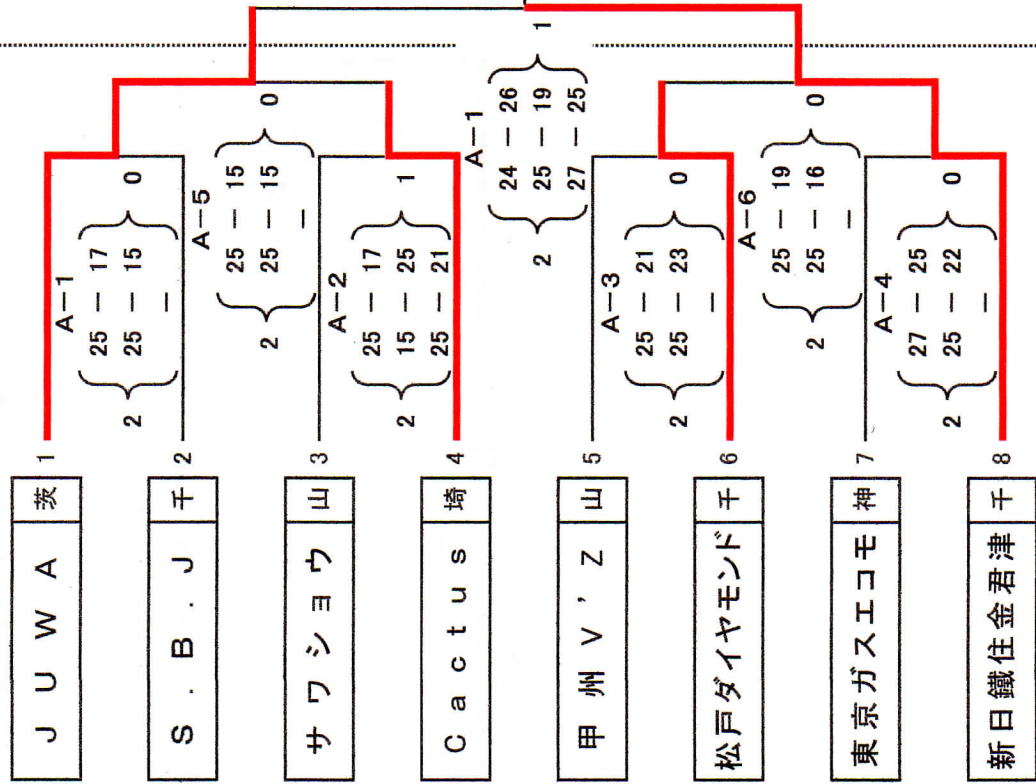 1
A-1
2
24 - 26
25 - 19
27 - 25
A-5
2
25 - 15
25 - 15
-
0
A-6
2
25 - 19
25 - 16
-
0
A-1
2
25 - 17
25 - 15
-
0
A-2
2
25 - 17
15 - 25
25 - 21
1
A-3
2
25 - 21
25 - 23
-
0
A-4
2
27 - 25
25 - 22
-
0
1 2 3 4 5 6 7 8
茨 JUWA
千 S.B.J
山 サワショウ
埼 Cactus
山 甲州V'Z
千 松戸ダイヤモンド
神 東京ガスエコモ
千 新日鐵住金君津